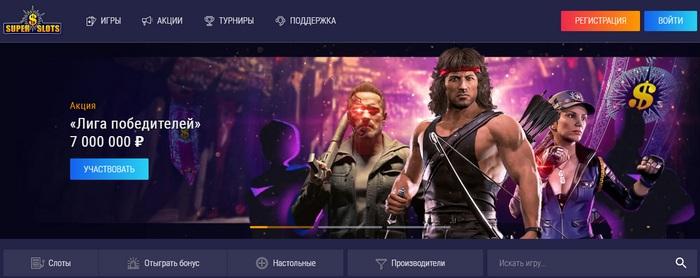 SUPER SLOTS
ИГРЫ
АКЦИИ
ТУРНИРЫ
ПОДДЕРЖКА
РЕГИСТРАЦИЯ
ВОЙТИ
Акция
«Лига победителей»
7 000 000 ₽
УЧАСТВОВАТЬ
Слоты
Отыграть бонус
Настольные
Производители
Искать игру...